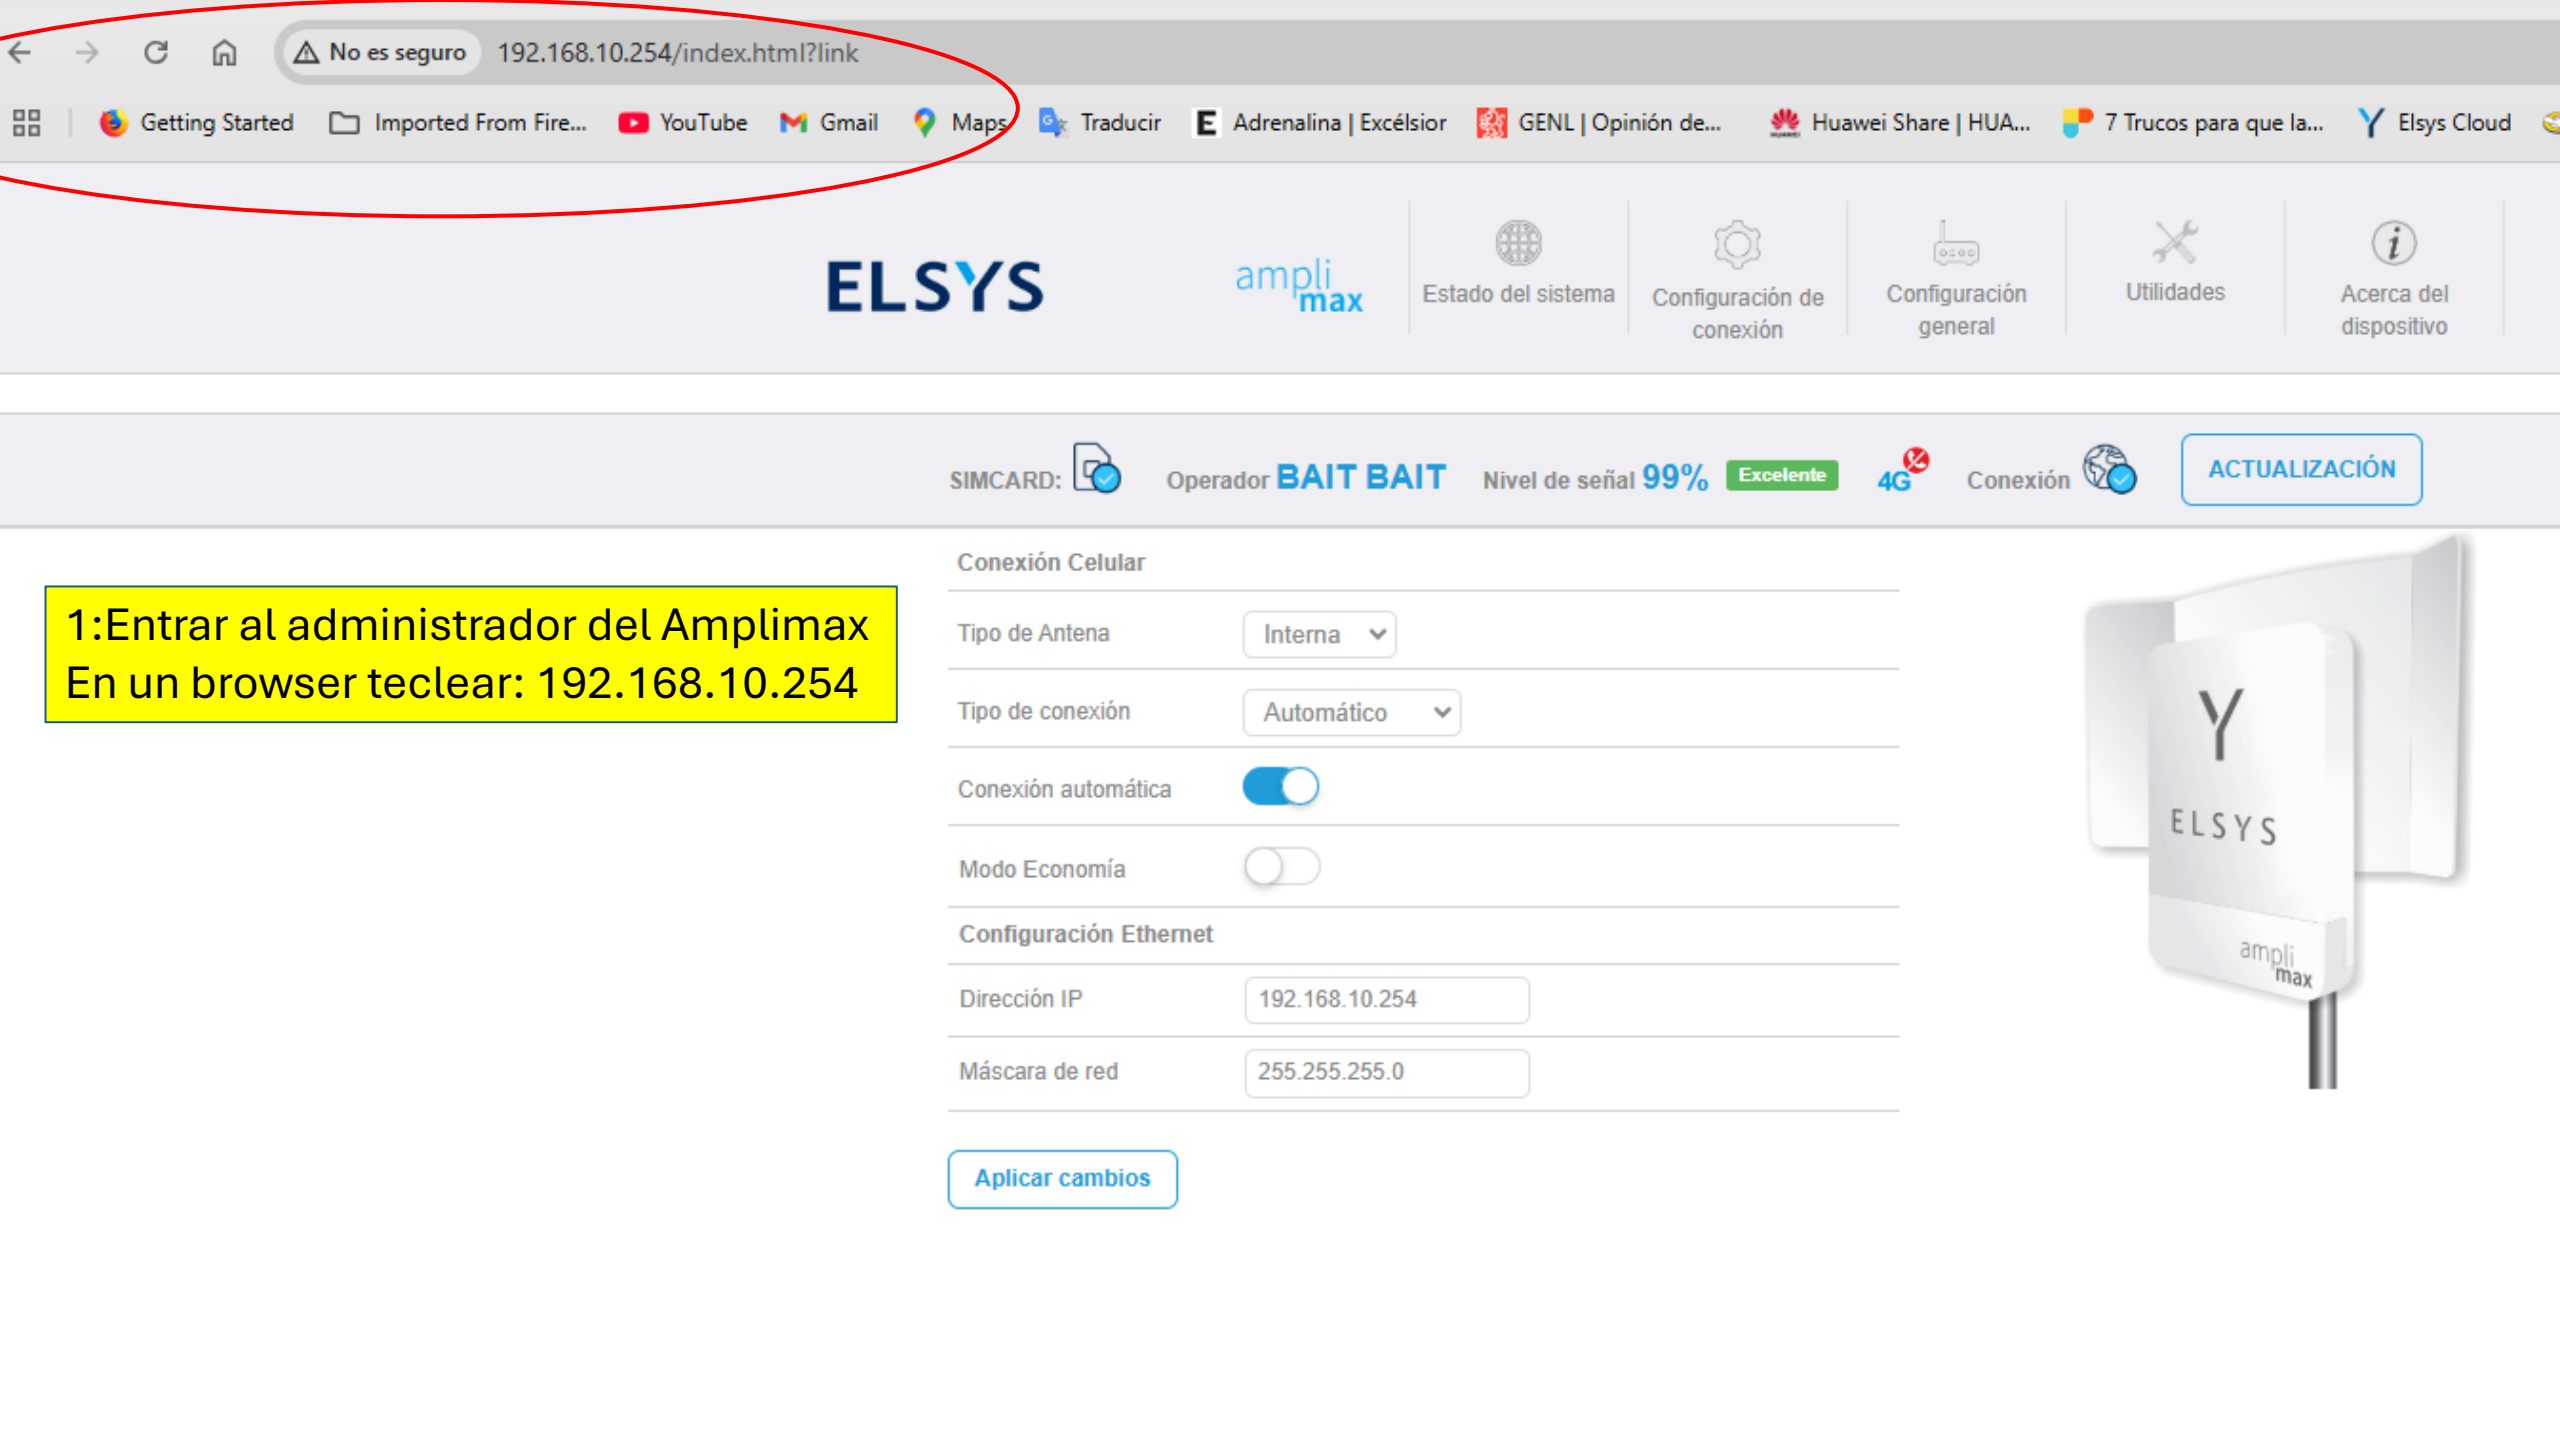 No es seguro 192.168.10.254/index.html?link
Getting Started Imported From Fire... YouTube Gmail Maps Traducir E Adrenalina | Excélsior GENL | Opinión de... Huawei Share | HUA... 7 Trucos para que la... Elsys Cloud
ELSYS
ampli
max
Estado del sistema
Configuración de
conexión
Configuración
general
Utilidades
Acerca del
dispositivo
SIMCARD: Operador BAIT BAIT Nivel de señal 99% Excelente 4G Conexión ACTUALIZACIÓN
1:Entrar al administrador del Amplimax
En un browser teclear: 192.168.10.254
Conexión Celular
Tipo de Antena Interna
Tipo de conexión Automático
Conexión automática
Modo Economía
Configuración Ethernet
Dirección IP 192.168.10.254
Máscara de red 255.255.255.0
Aplicar cambios
Y
ELSYS
ampli
max